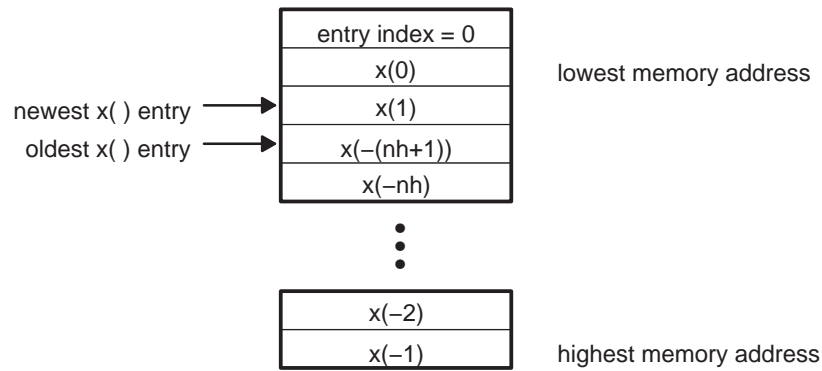 entry index = 0
x(0) lowest memory address
newest x( ) entry x(1)
oldest x( ) entry x(−(nh+1))
x(−nh)
x(−2)
x(−1) highest memory address